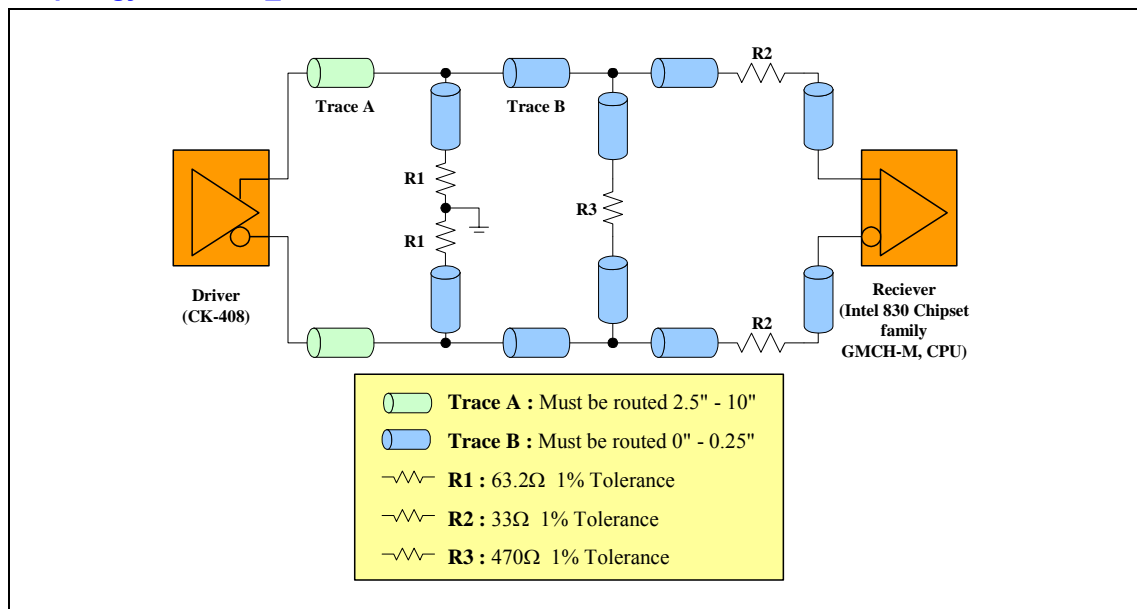 R2
Trace A
Trace B
R1
R3
R1
Driver
(CK-408)
Reciever
(Intel 830 Chipset
family
GMCH-M, CPU)
R2
Trace A : Must be routed 2.5" - 10"
Trace B : Must be routed 0" - 0.25"
R1 : 63.2Ω 1% Tolerance
R2 : 33Ω 1% Tolerance
R3 : 470Ω 1% Tolerance